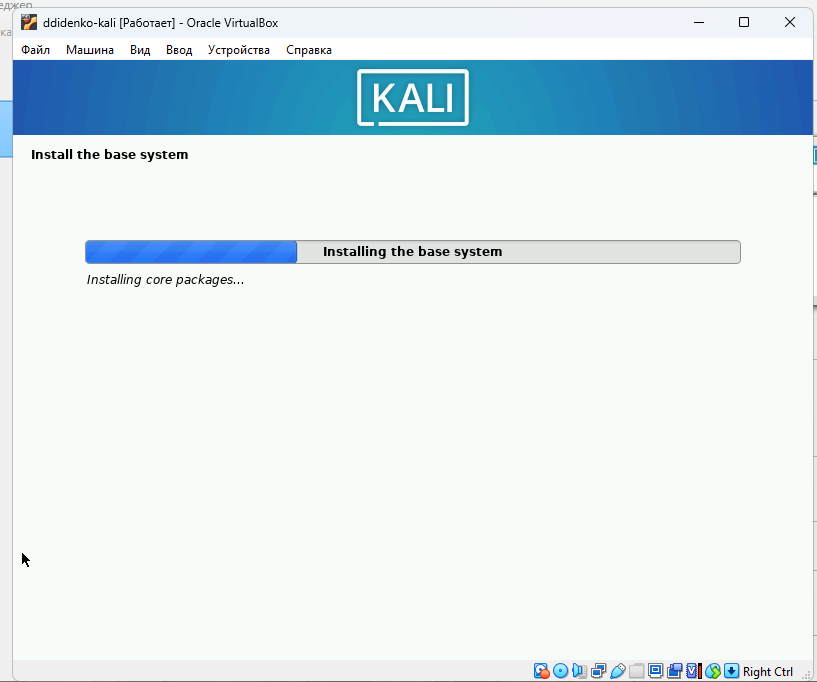 еджер
ddidenko-kali [Работает] - Oracle VirtualBox
Файл Машина Вид Ввод Устройства Справка
KALI
Install the base system
Installing the base system
Installing core packages...
Right Ctrl